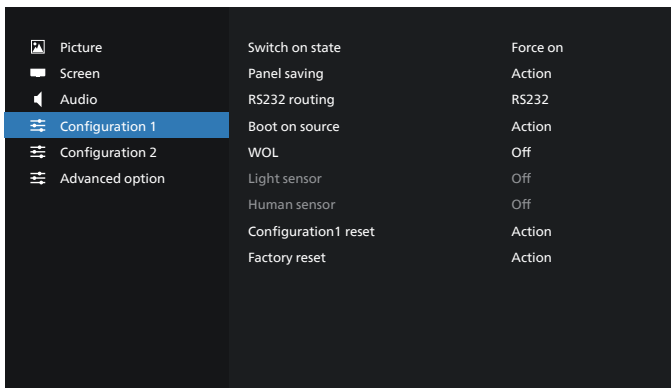 Picture
Screen
Audio
Configuration 1
Configuration 2
Advanced option
Switch on state Force on
Panel saving Action
RS232 routing RS232
Boot on source Action
WOL Off
Light sensor Off
Human sensor Off
Configuration1 reset Action
Factory reset Action